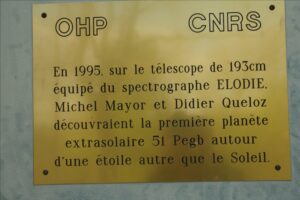 OHP CNRS
En 1995, sur le télescope de 193cm
équipé du spectrographe ELODIE,
Michel Mayor et Didier Queloz
découvraient la première planète
extrasolaire 51 Pegb autour
d'une étoile autre que le Soleil.